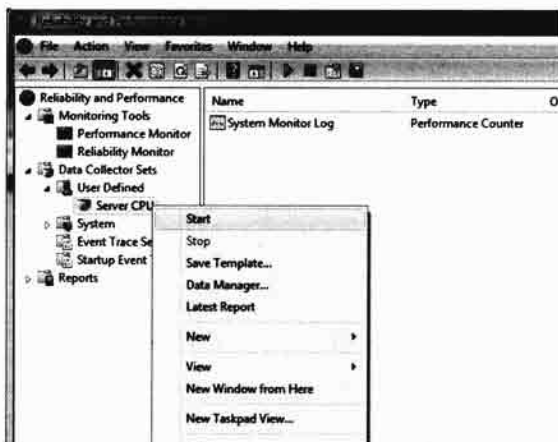 Reliability and Performance
File Action View Favorites Window Help
Reliability and Performance
Monitoring Tools
Performance Monitor
Reliability Monitor
Data Collector Sets
User Defined
Server CPU
System
Event Trace Se
Startup Event
Reports
Name Type O
System Monitor Log Performance Counter
Start
Stop
Save Template...
Data Manager...
Latest Report
New
View
New Window from Here
New Taskpad View...